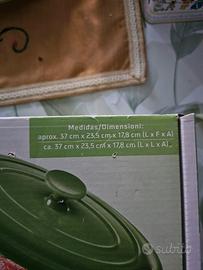 Medidas/Dimensioni:
aprox. 37 cm x 23,5 cm x 17,8 cm (L x F x A)
ca. 37 cm x 23,5 cm x 17,8 cm (L x L x A)
subito